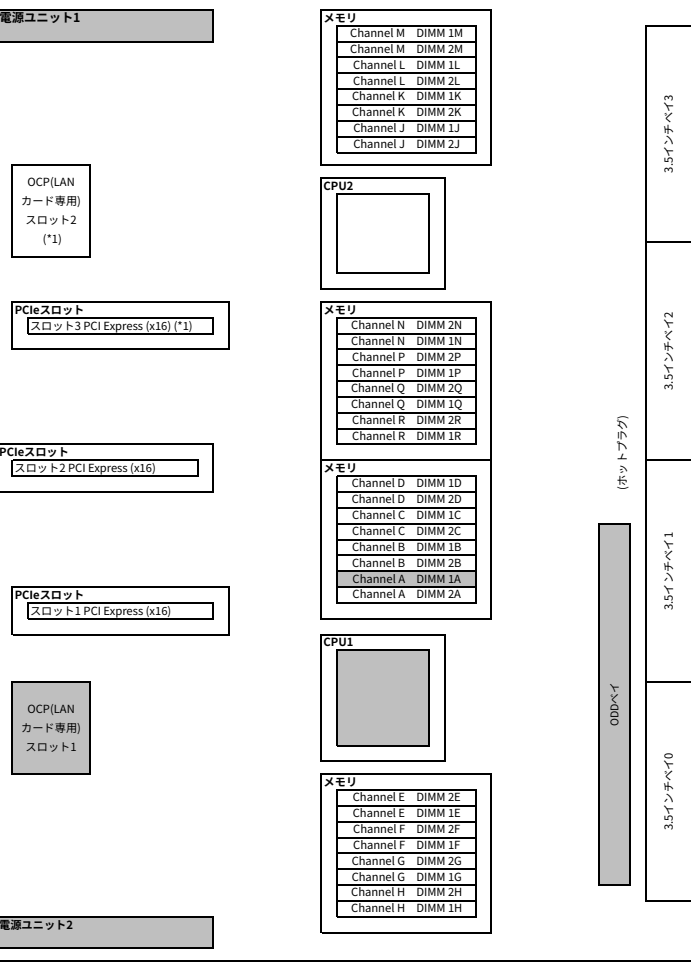 電源ユニット1
OCP(LAN
カード専用)
スロット2
(*1)
PCIeスロット
スロット3 PCI Express (x16) (*1)
PCIeスロット
スロット2 PCI Express (x16)
PCIeスロット
スロット1 PCI Express (x16)
OCP(LAN
カード専用)
スロット1
電源ユニット2
メモリ
Channel M DIMM 1M
Channel M DIMM 2M
Channel L DIMM 1L
Channel L DIMM 2L
Channel K DIMM 1K
Channel K DIMM 2K
Channel J DIMM 1J
Channel J DIMM 2J
CPU2
メモリ
Channel N DIMM 2N
Channel N DIMM 1N
Channel P DIMM 2P
Channel P DIMM 1P
Channel Q DIMM 2Q
Channel Q DIMM 1Q
Channel R DIMM 2R
Channel R DIMM 1R
メモリ
Channel D DIMM 1D
Channel D DIMM 2D
Channel C DIMM 1C
Channel C DIMM 2C
Channel B DIMM 1B
Channel B DIMM 2B
Channel A DIMM 1A
Channel A DIMM 2A
CPU1
メモリ
Channel E DIMM 2E
Channel E DIMM 1E
Channel F DIMM 2F
Channel F DIMM 1F
Channel G DIMM 2G
Channel G DIMM 1G
Channel H DIMM 2H
Channel H DIMM 1H
(ホットプラグ)
ODDベイ
3.5インチベイ3
3.5インチベイ2
3.5インチベイ1
3.5インチベイ0